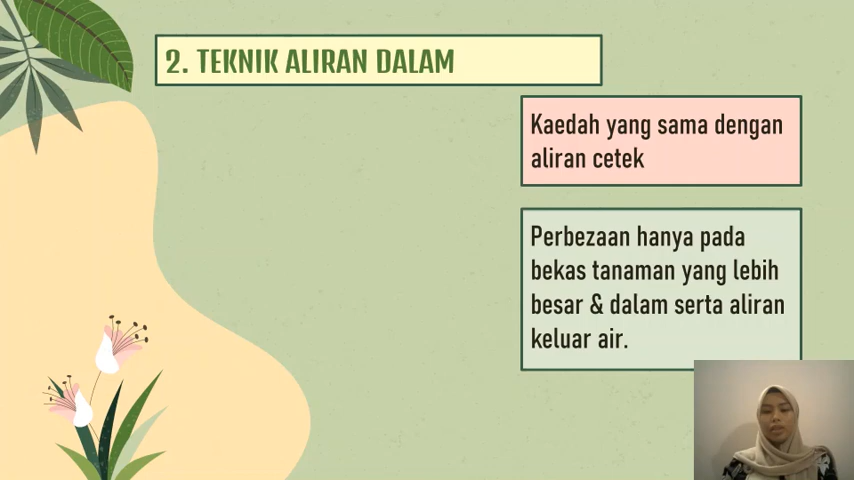 2. TEKNIK ALIRAN DALAM
Kaedah yang sama dengan
aliran cetek
Perbezaan hanya pada
bekas tanaman yang lebih
besar & dalam serta aliran
keluar air.